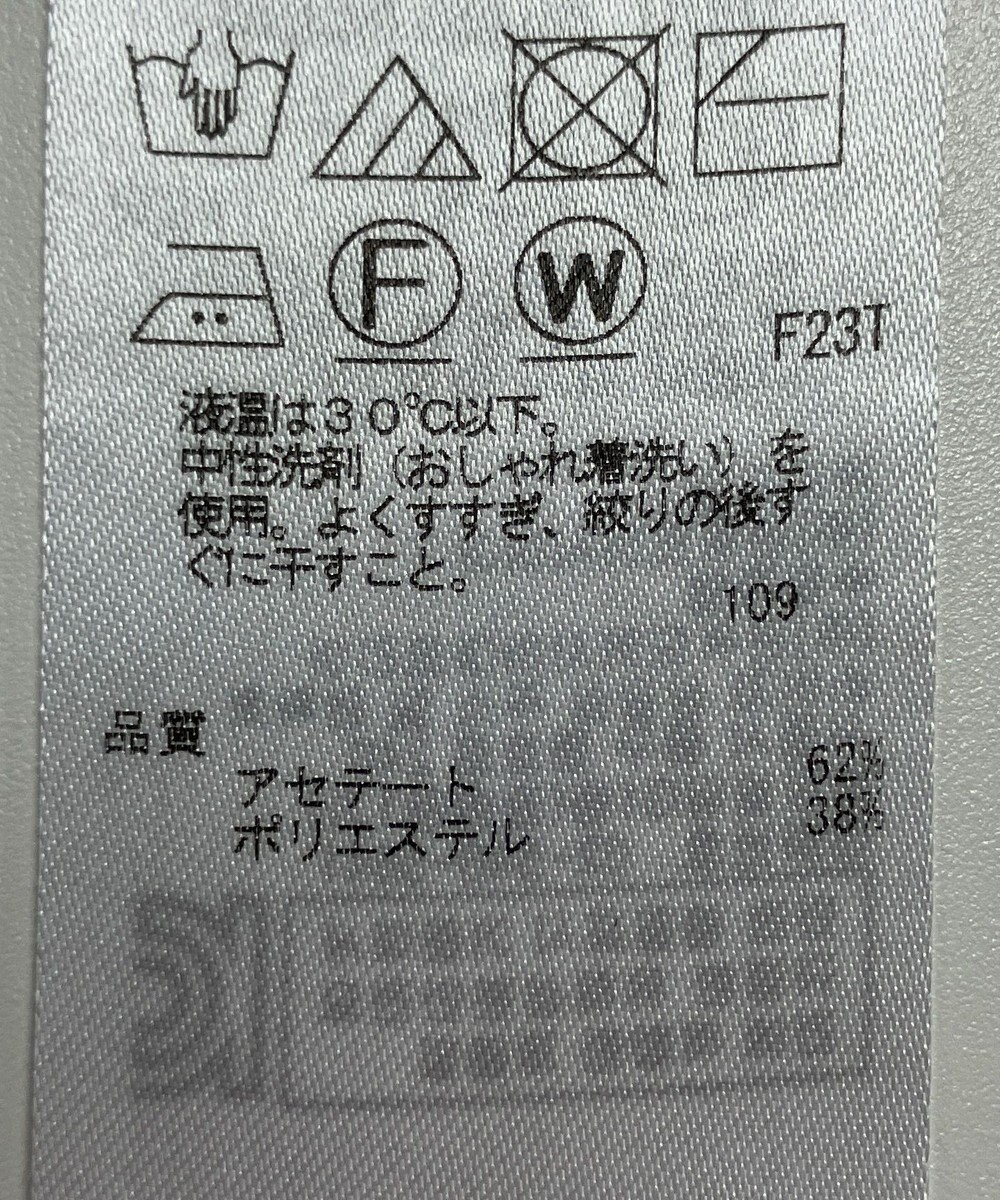 F
W
F23T
液温は30℃以下。
中性洗剤（おしゃれ着洗い）を
使用。よくすすぎ、絞りの後す
ぐに干すこと。
109
品質
アセテート 62%
ポリエステル 38%